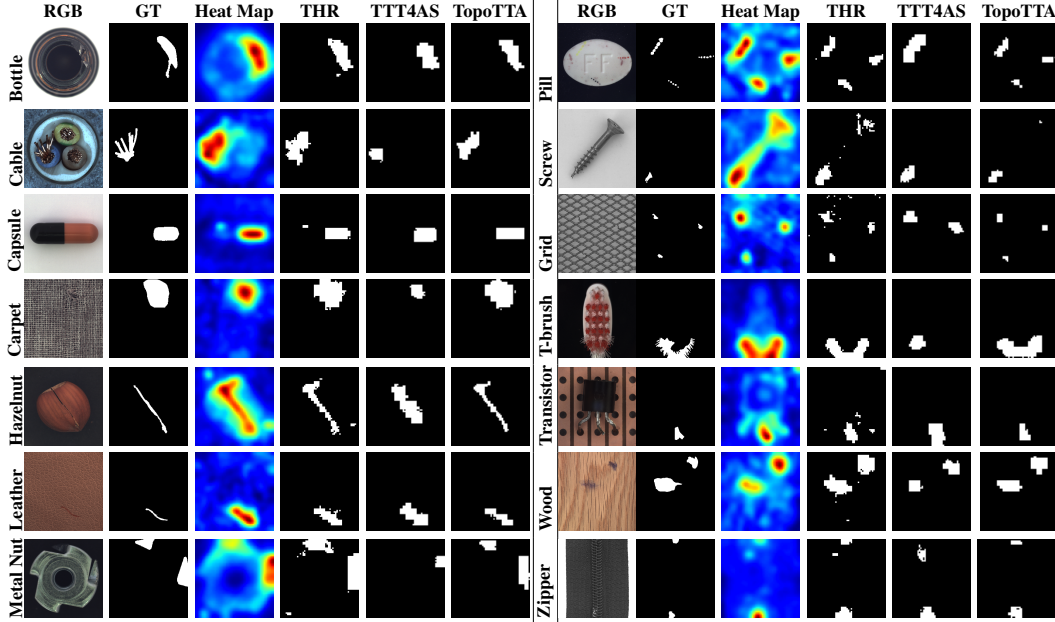 RGB GT Heat Map THR TTT4AS TopoTTA RGB GT Heat Map THR TTT4AS TopoTTA
Bottle
Pill
FF
Cable
Screw
Capsule
Grid
Carpet
T-brush
Hazelnut
Transistor
Leather
Wood
Metal Nut
Zipper